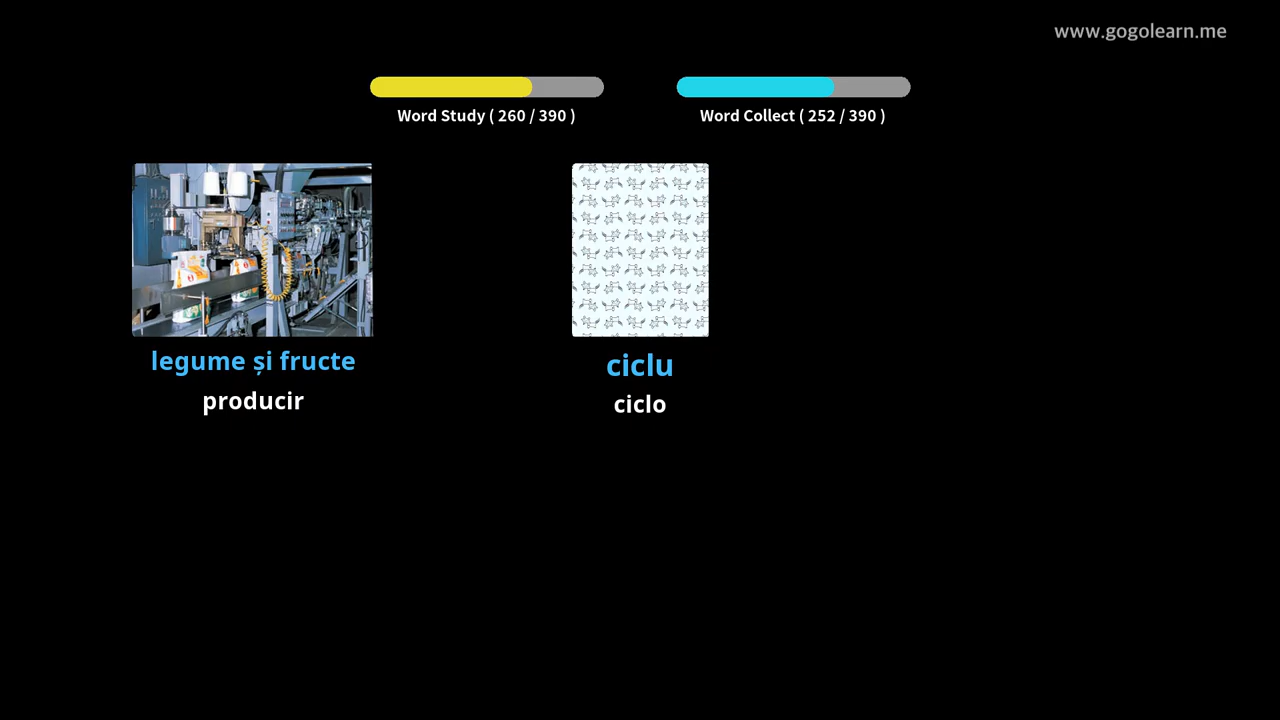 www.gogolearn.me
Word Study ( 260 / 390 )
Word Collect ( 252 / 390 )
legume și fructe
producir
ciclu
ciclo